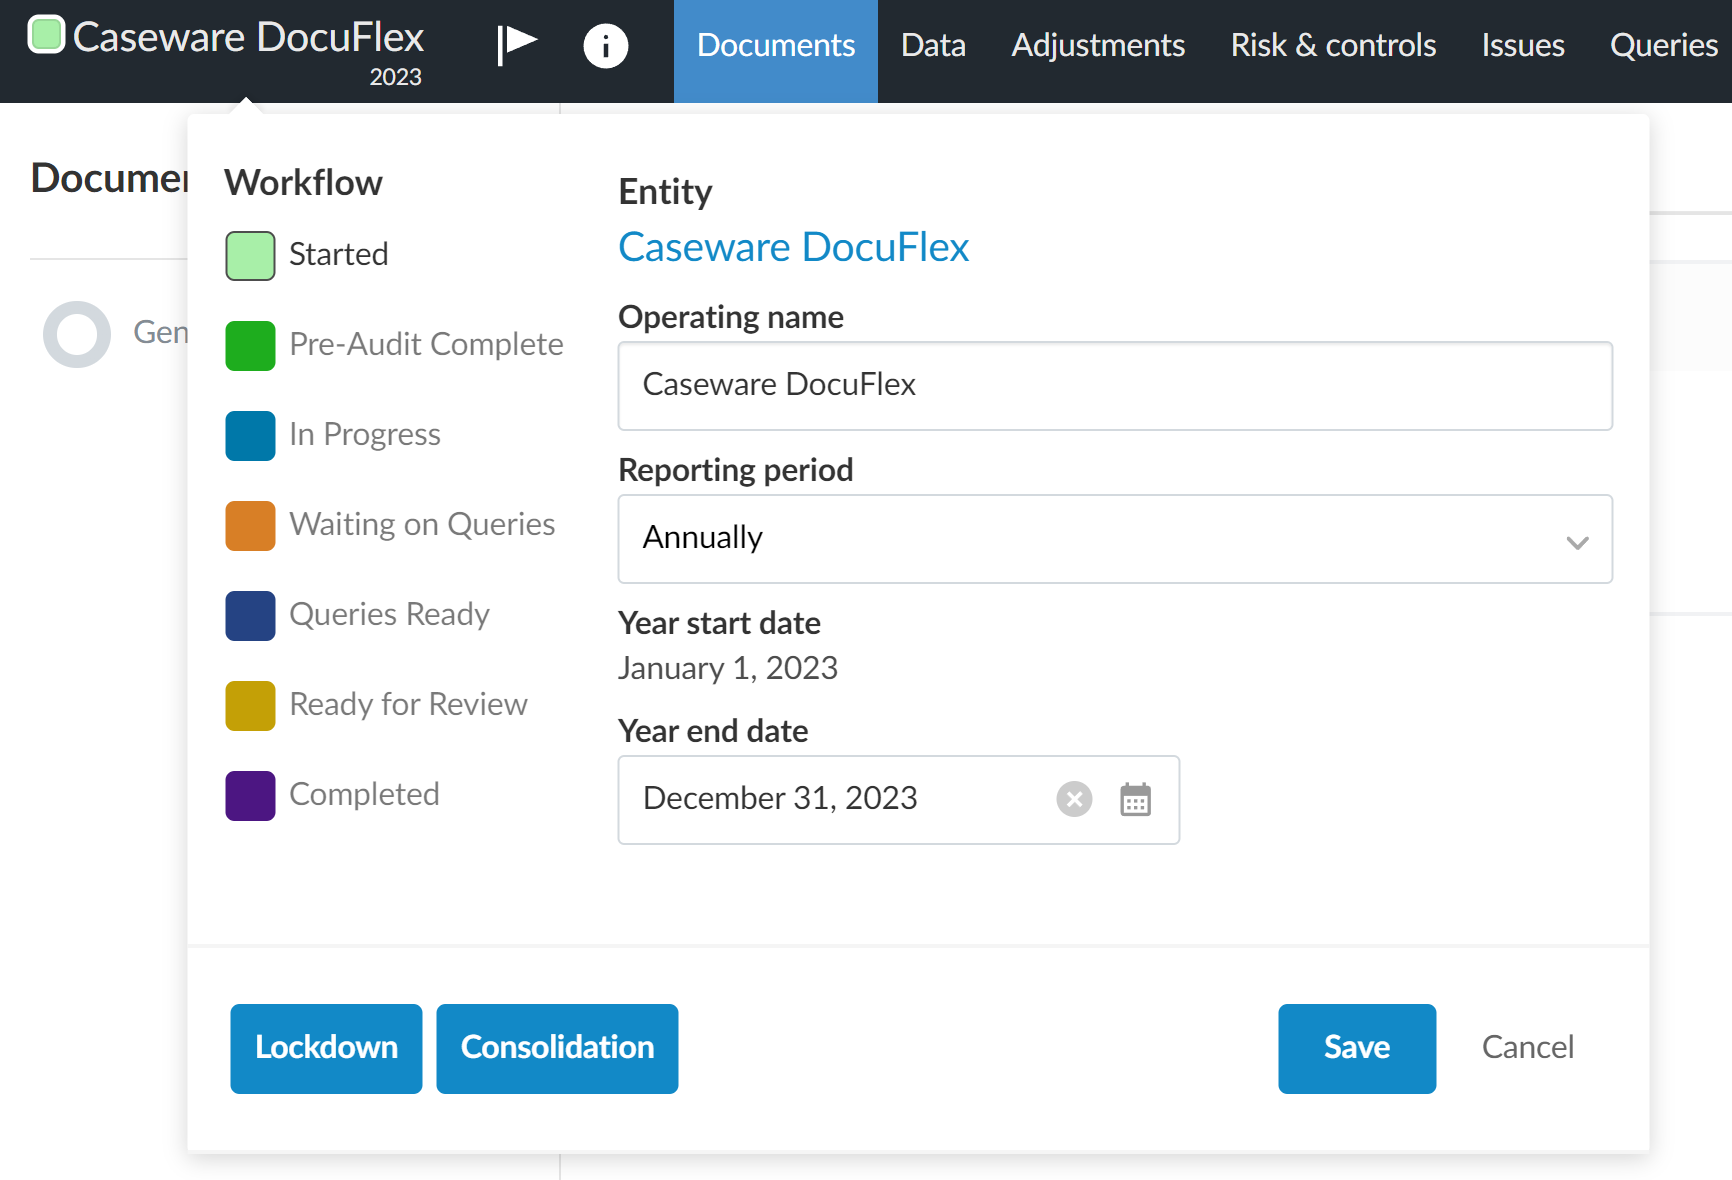 Caseware DocuFlex
2023
Documents
Data
Adjustments
Risk & controls
Issues
Queries
Workflow
Started
Pre-Audit Complete
In Progress
Waiting on Queries
Queries Ready
Ready for Review
Completed
Entity
Caseware DocuFlex
Operating name
Caseware DocuFlex
Reporting period
Annually
Year start date
January 1, 2023
Year end date
December 31, 2023
Lockdown
Consolidation
Save
Cancel